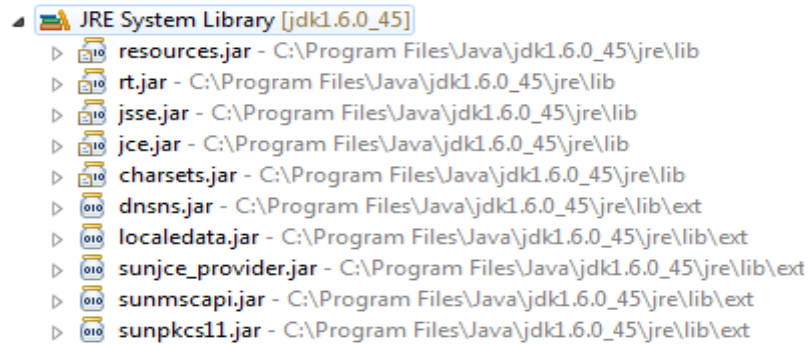 JRE System Library [jdk1.6.0_45]
resources.jar - C:\Program Files\Java\jdk1.6.0_45\jre\lib
rt.jar - C:\Program Files\Java\jdk1.6.0_45\jre\lib
jsse.jar - C:\Program Files\Java\jdk1.6.0_45\jre\lib
jce.jar - C:\Program Files\Java\jdk1.6.0_45\jre\lib
charsets.jar - C:\Program Files\Java\jdk1.6.0_45\jre\lib
dnsns.jar - C:\Program Files\Java\jdk1.6.0_45\jre\lib\ext
localedata.jar - C:\Program Files\Java\jdk1.6.0_45\jre\lib\ext
sunjce_provider.jar - C:\Program Files\Java\jdk1.6.0_45\jre\lib\ext
sunmscapi.jar - C:\Program Files\Java\jdk1.6.0_45\jre\lib\ext
sunpkcs11.jar - C:\Program Files\Java\jdk1.6.0_45\jre\lib\ext